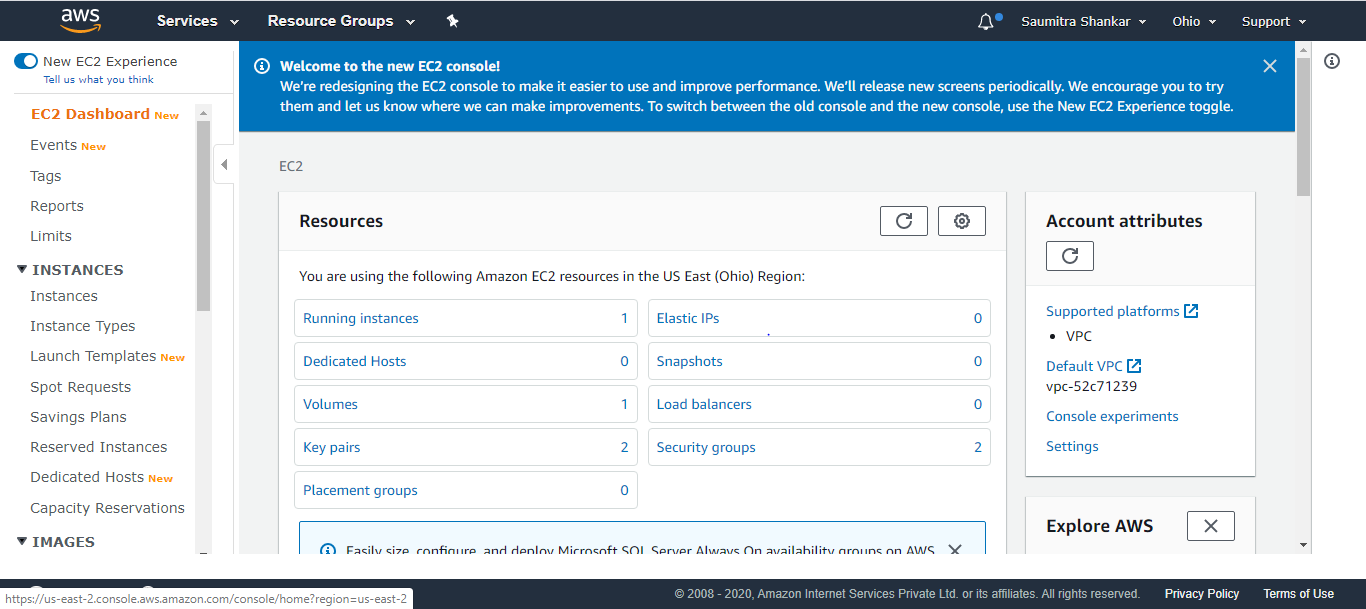 aws Services Resource Groups Saumitra Shankar Ohio Support
New EC2 Experience
Tell us what you think
EC2 Dashboard New
Events New
Tags
Reports
Limits
INSTANCES
Instances
Instance Types
Launch Templates New
Spot Requests
Savings Plans
Reserved Instances
Dedicated Hosts New
Capacity Reservations
IMAGES
Welcome to the new EC2 console!
We're redesigning the EC2 console to make it easier to use and improve performance. We'll release new screens periodically. We encourage you to try
them and let us know where we can make improvements. To switch between the old console and the new console, use the New EC2 Experience toggle.
EC2
Resources
You are using the following Amazon EC2 resources in the US East (Ohio) Region:
Running instances 1
Elastic IPs 0
Dedicated Hosts 0
Snapshots 0
Volumes 1
Load balancers 0
Key pairs 2
Security groups 2
Placement groups 0
Easily size, configure, and deploy Microsoft SQL Server Always On availability groups on AWS
Account attributes
Supported platforms
VPC
Default VPC
vpc-52c71239
Console experiments
Settings
Explore AWS
https://us-east-2.console.aws.amazon.com/console/home?region=us-east-2
© 2008 - 2020, Amazon Internet Services Private Ltd. or its affiliates. All rights reserved. Privacy Policy Terms of Use